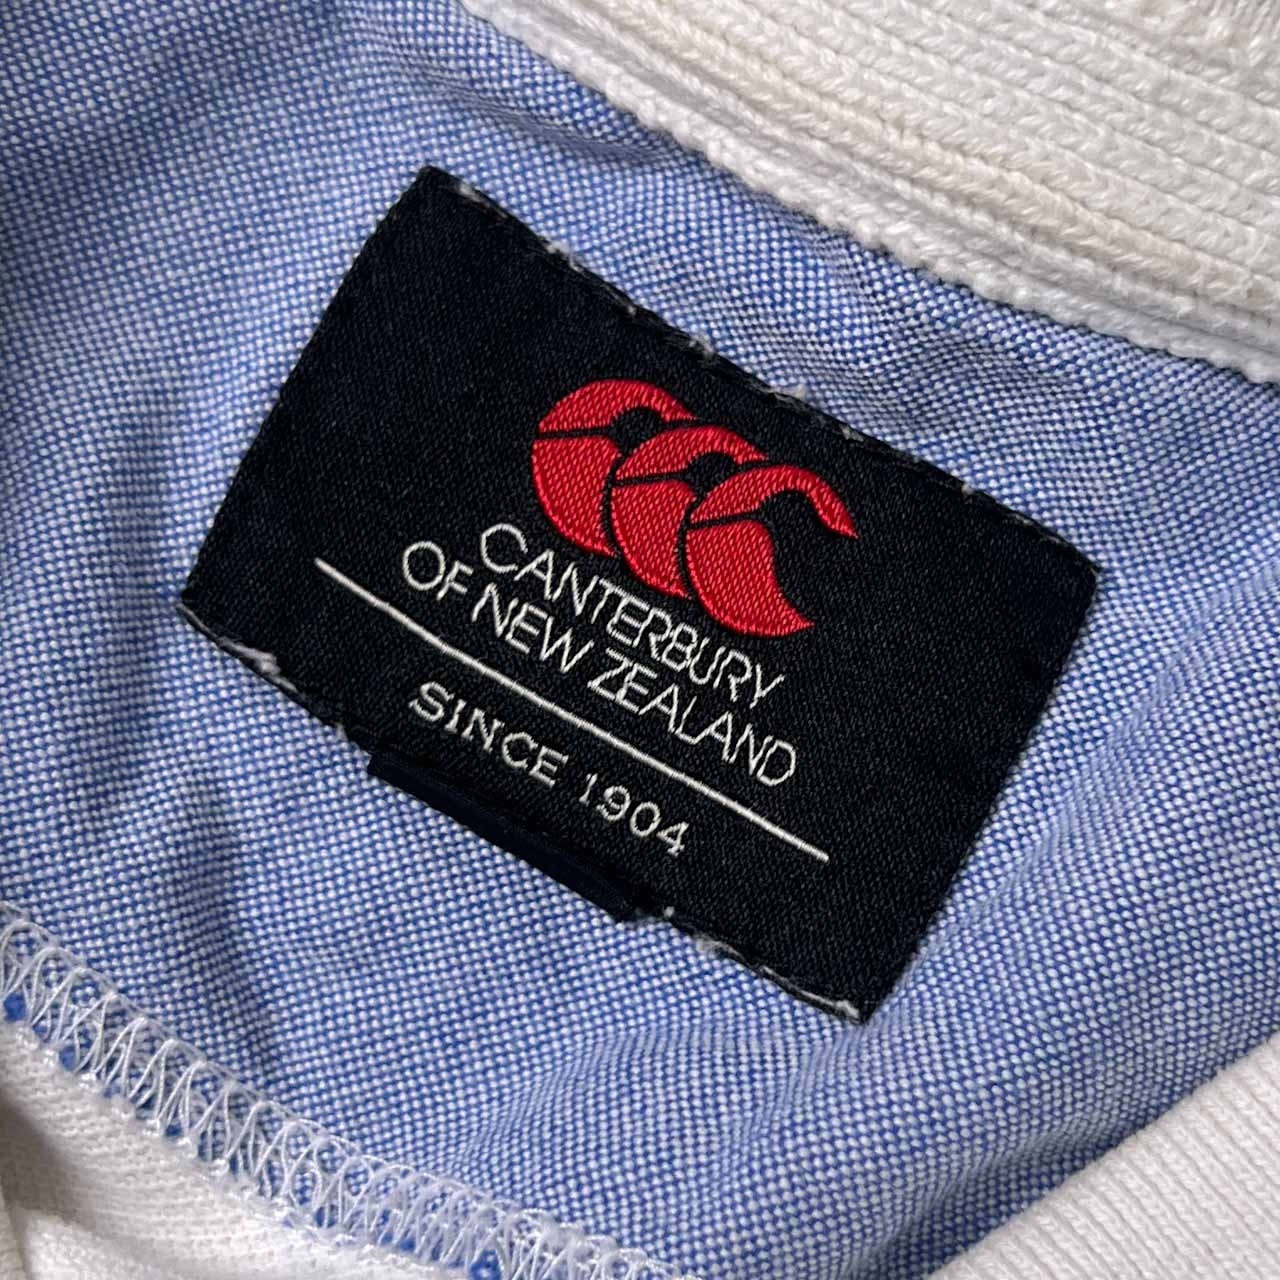 CANTERBURY
OF NEW ZEALAND
SINCE 1904